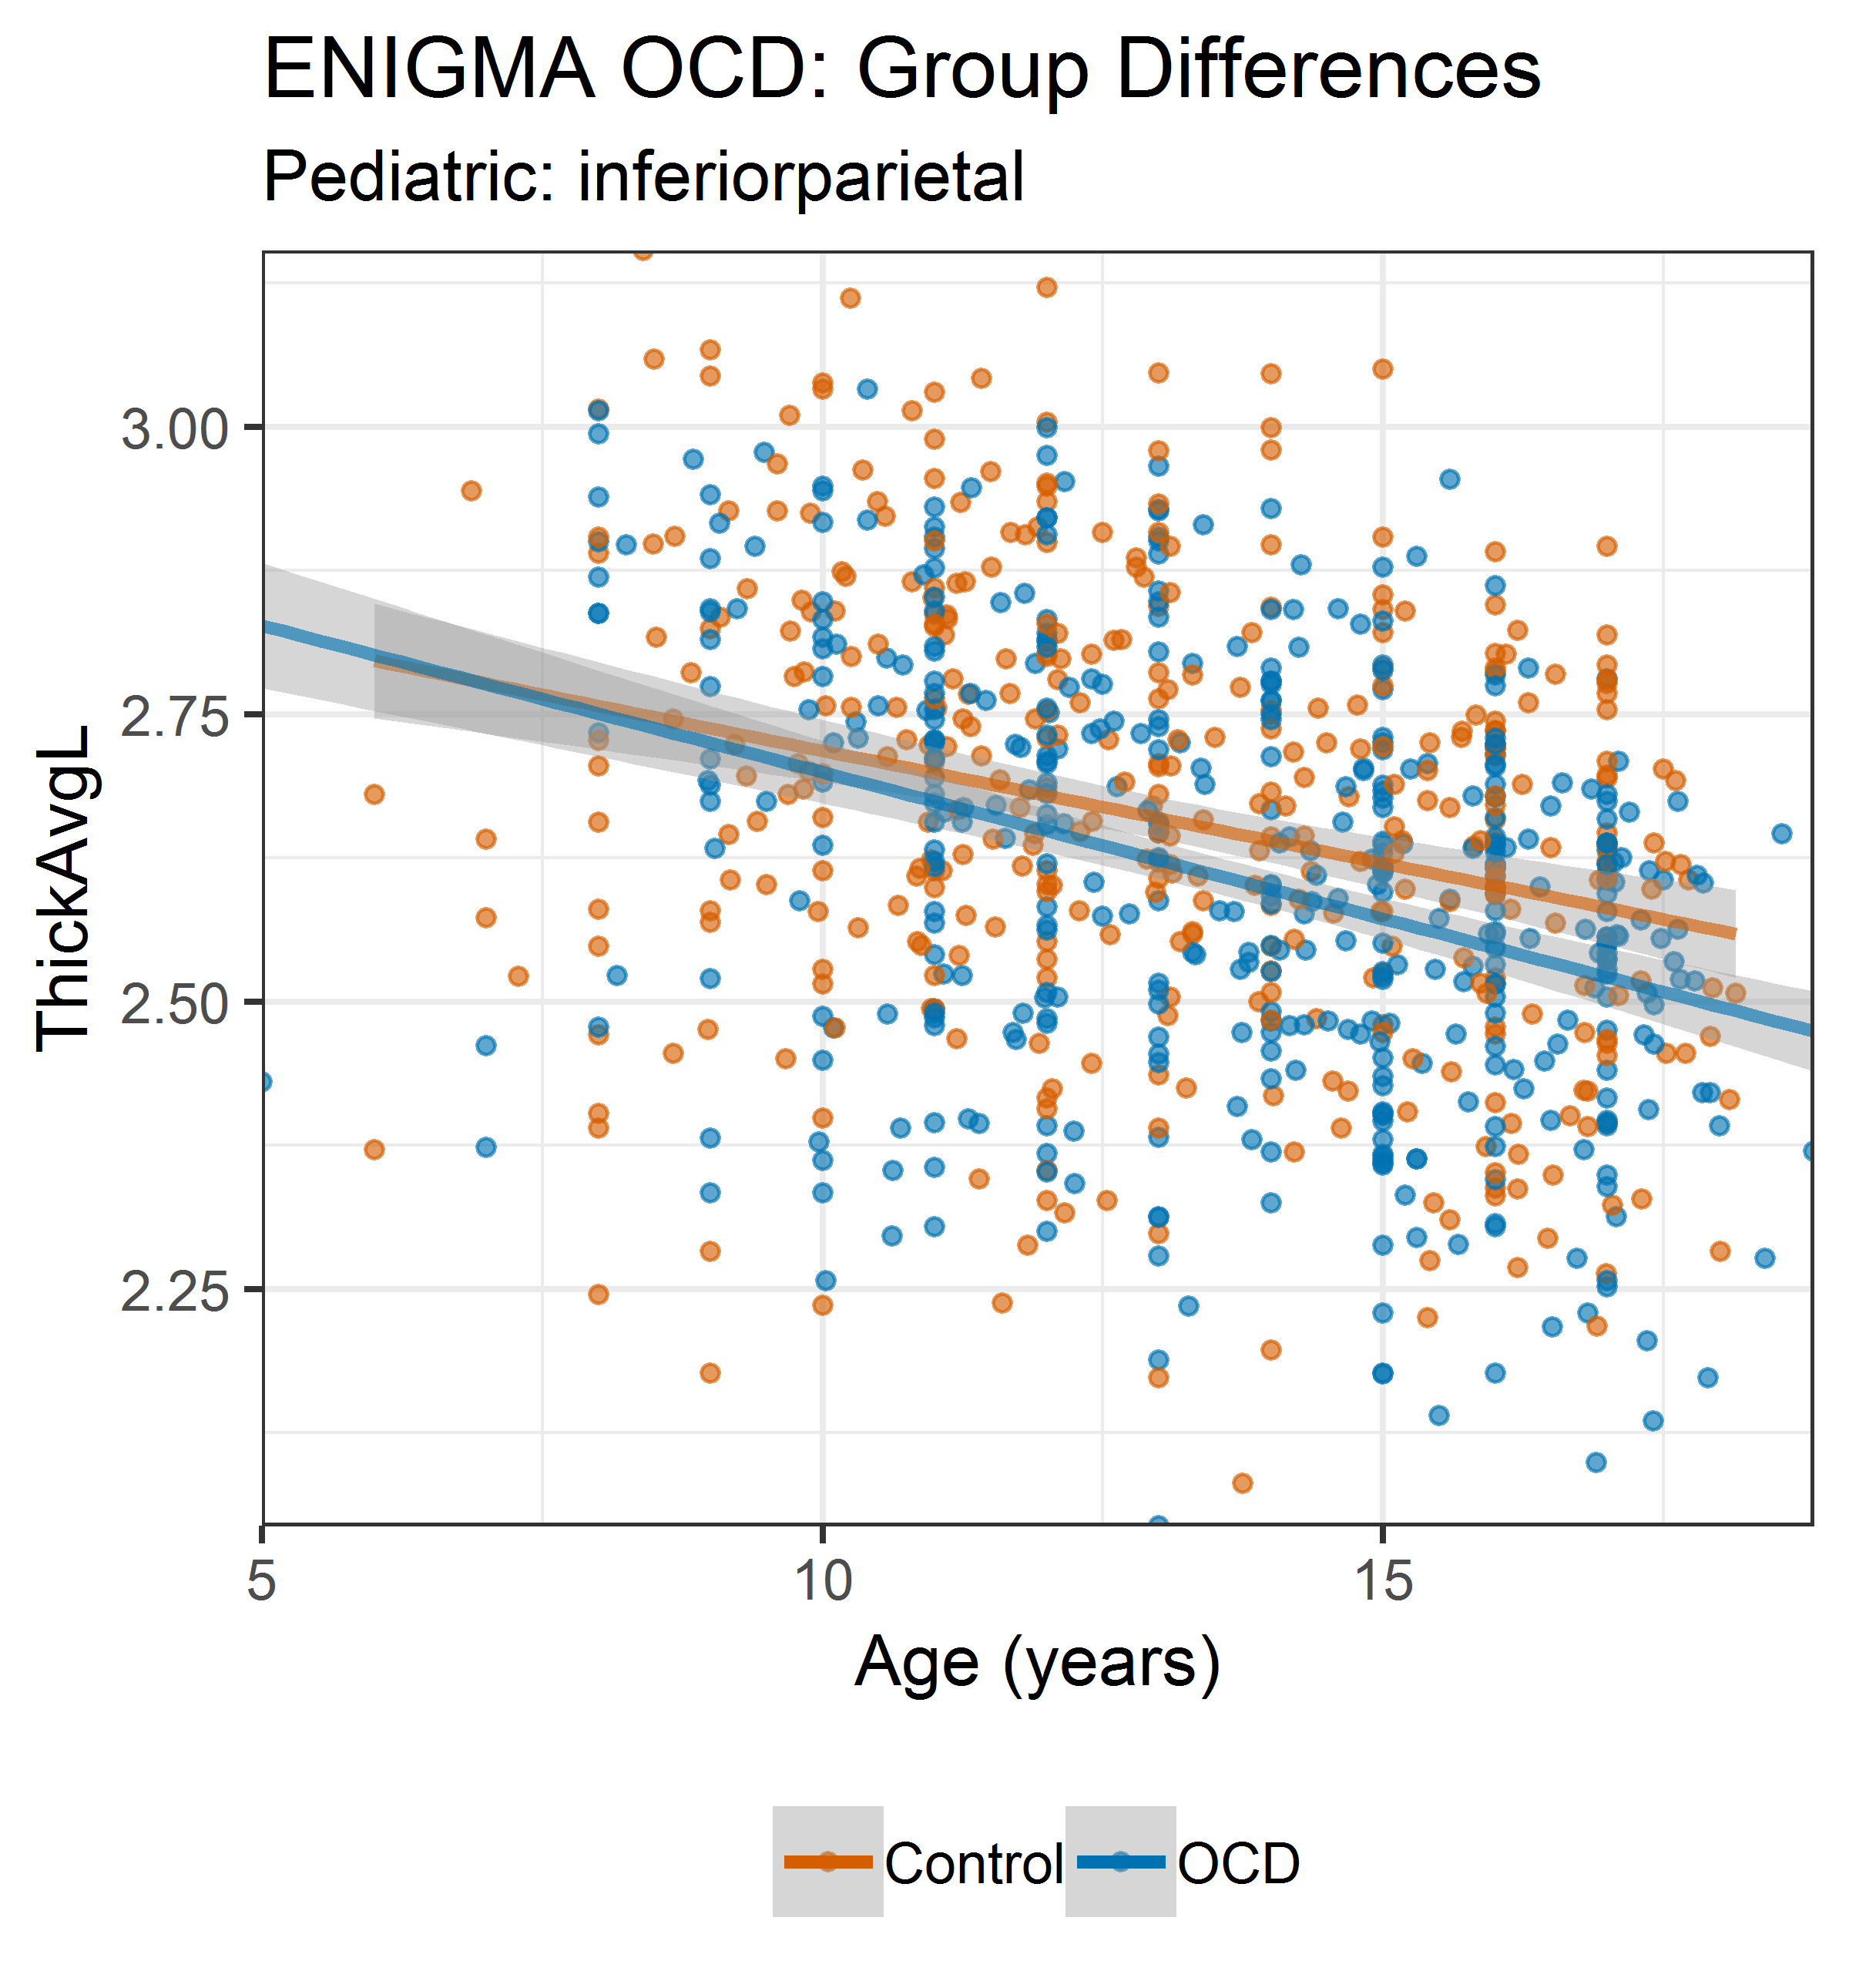 ENIGMA OCD: Group Differences
Pediatric: inferiorparietal
ThickAvgL
3.00
2.75
2.50
2.25
5 10 15
Age (years)
Control OCD